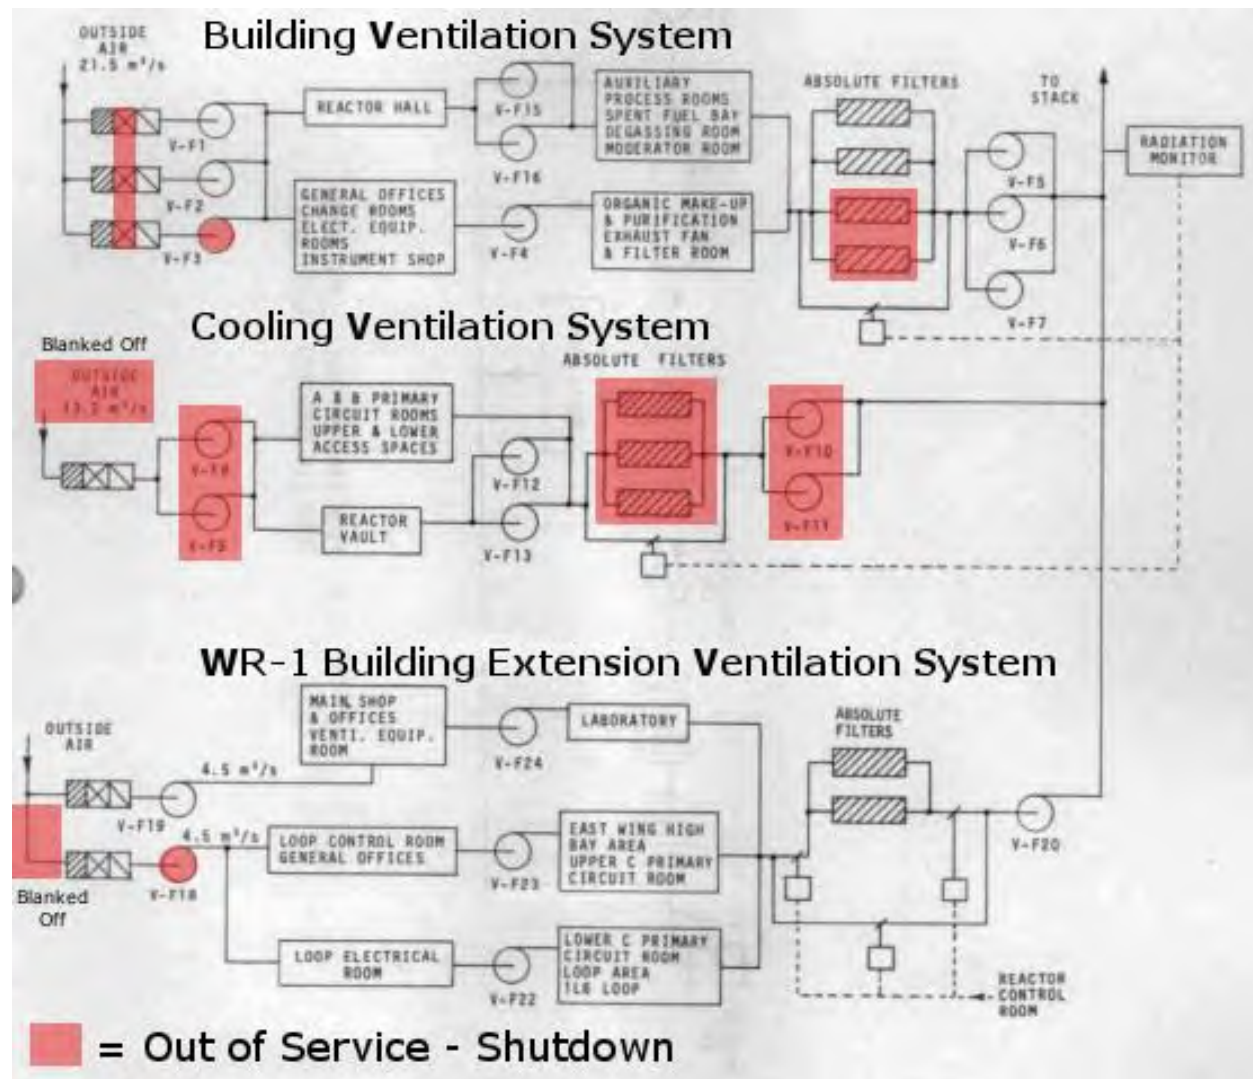 Building Ventilation System
OUTSIDE
AIR
21.5 m³/s
V-F1
V-F2
V-F3
REACTOR HALL
GENERAL OFFICES
CHANGE ROOMS
ELECT. EQUIP.
ROOMS
INSTRUMENT SHOP
V-F15
V-F16
V-F4
AUXILIARY
PROCESS ROOMS
SPENT FUEL BAY
DEGASSING ROOM
MODERATOR ROOM
ORGANIC MAKE-UP
& PURIFICATION
EXHAUST FAN
& FILTER ROOM
ABSOLUTE FILTERS
V-F5
V-F6
V-F7
TO
STACK
RADIATION
MONITOR
Cooling Ventilation System
Blanked Off
OUTSIDE
AIR
13.2 m³/s
V-F8
V-F9
A & B PRIMARY
CIRCUIT ROOMS
UPPER & LOWER
ACCESS SPACES
REACTOR
VAULT
V-F12
V-F13
ABSOLUTE FILTERS
V-F10
V-F11
WR-1 Building Extension Ventilation System
OUTSIDE
AIR
V-F19
4.5 m³/s
Blanked
Off
V-F18
4.5 m³/s
MAIN SHOP
& OFFICES
VENTI. EQUIP.
ROOM
LOOP CONTROL ROOM
GENERAL OFFICES
LOOP ELECTRICAL
ROOM
V-F24
V-F23
V-F22
LABORATORY
EAST WING HIGH
BAY AREA
UPPER C PRIMARY
CIRCUIT ROOM
LOWER C PRIMARY
CIRCUIT ROOM
LOOP AREA
1L6 LOOP
ABSOLUTE
FILTERS
V-F20
REACTOR
CONTROL
ROOM
= Out of Service - Shutdown